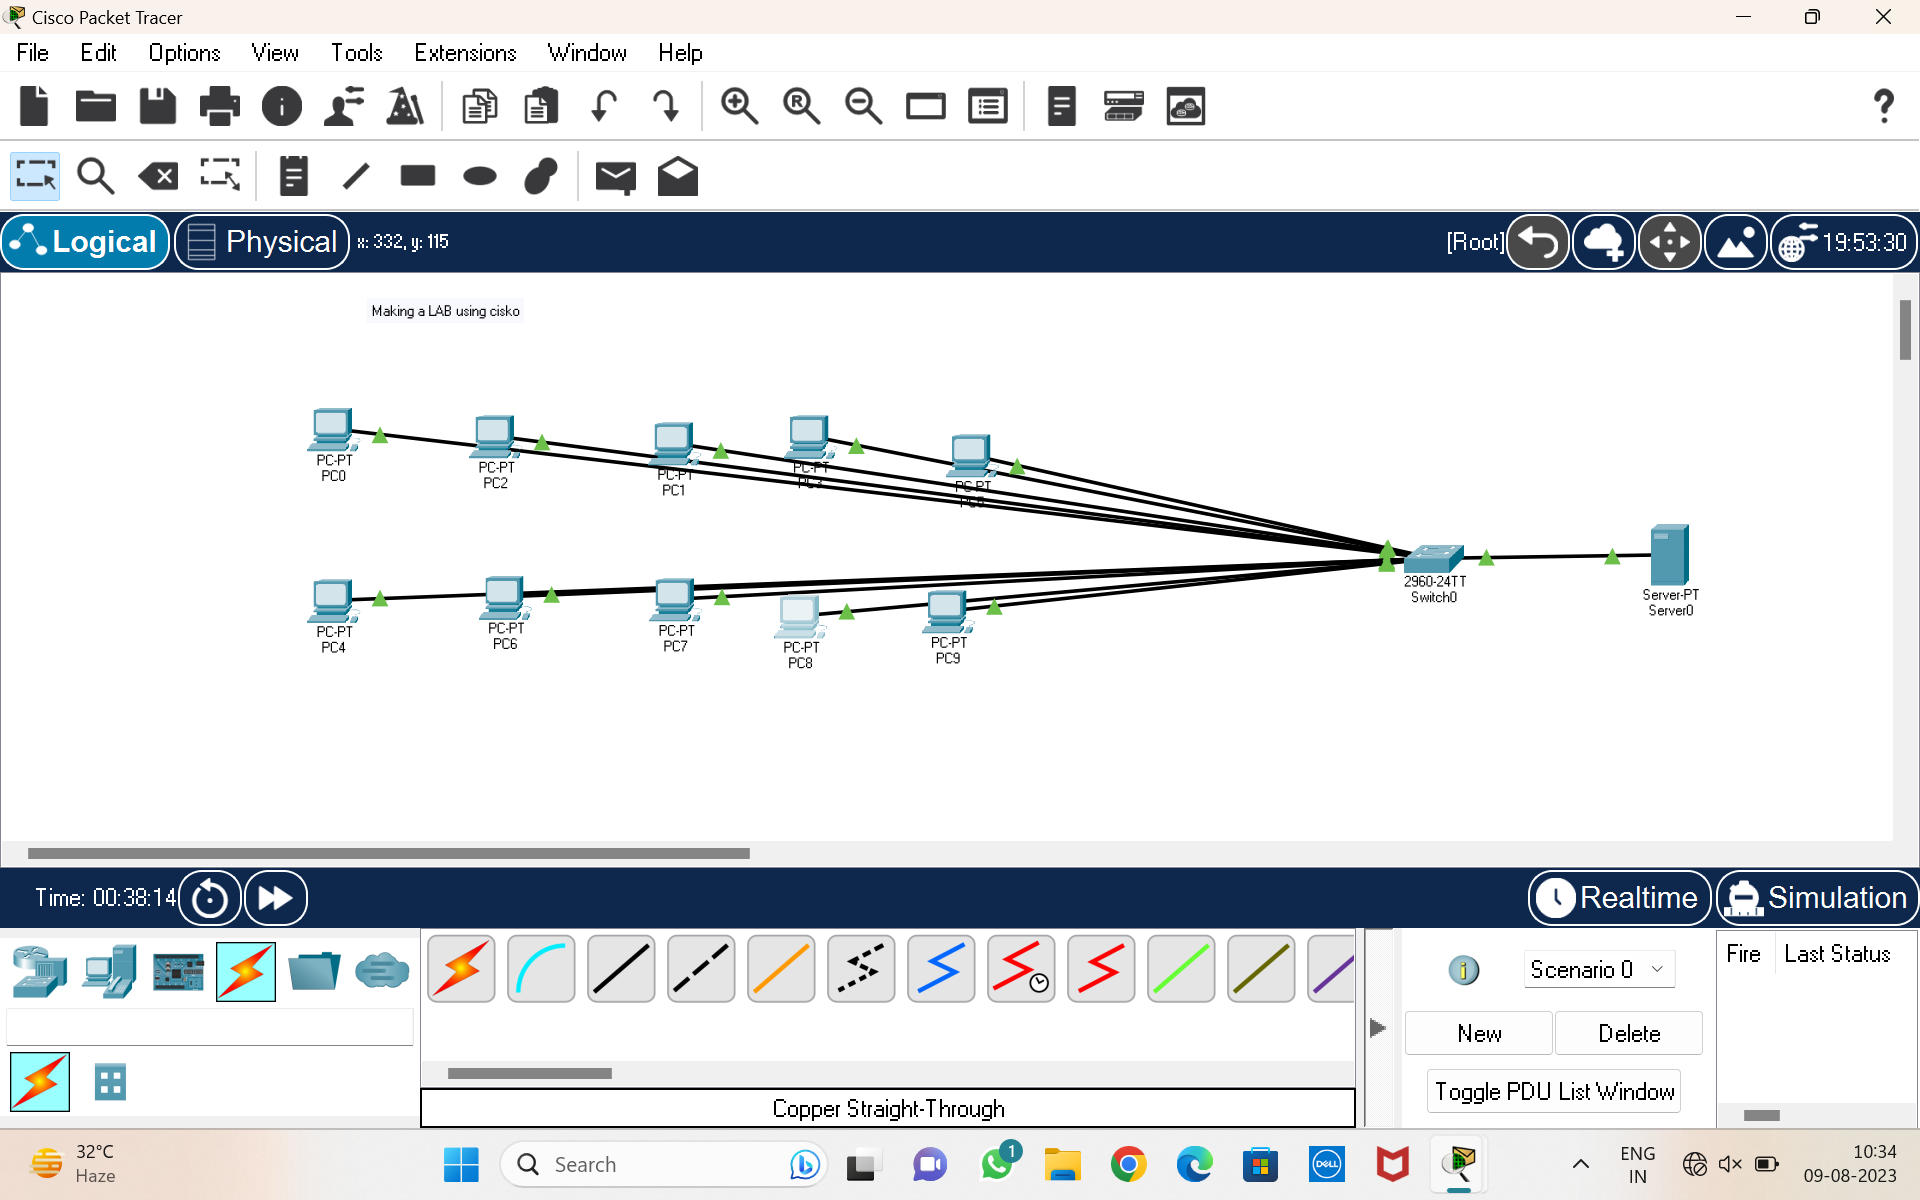 Cisco Packet Tracer
File Edit Options View Tools Extensions Window Help
Logical Physical x: 332, y: 115 [Root] 19:53:30
Making a LAB using cisko
PC-PT
PC0
PC-PT
PC2
PC-PT
PC1
PC-PT
PC3
PC-PT
PC5
PC-PT
PC4
PC-PT
PC6
PC-PT
PC7
PC-PT
PC8
PC-PT
PC9
2960-24TT
Switch0
Server-PT
Server0
Time: 00:38:14 Realtime Simulation
Scenario 0
New Delete
Toggle PDU List Window
Fire Last Status
Copper Straight-Through
32°C
Haze
Search
1
DELL
ENG
IN
10:34
09-08-2023